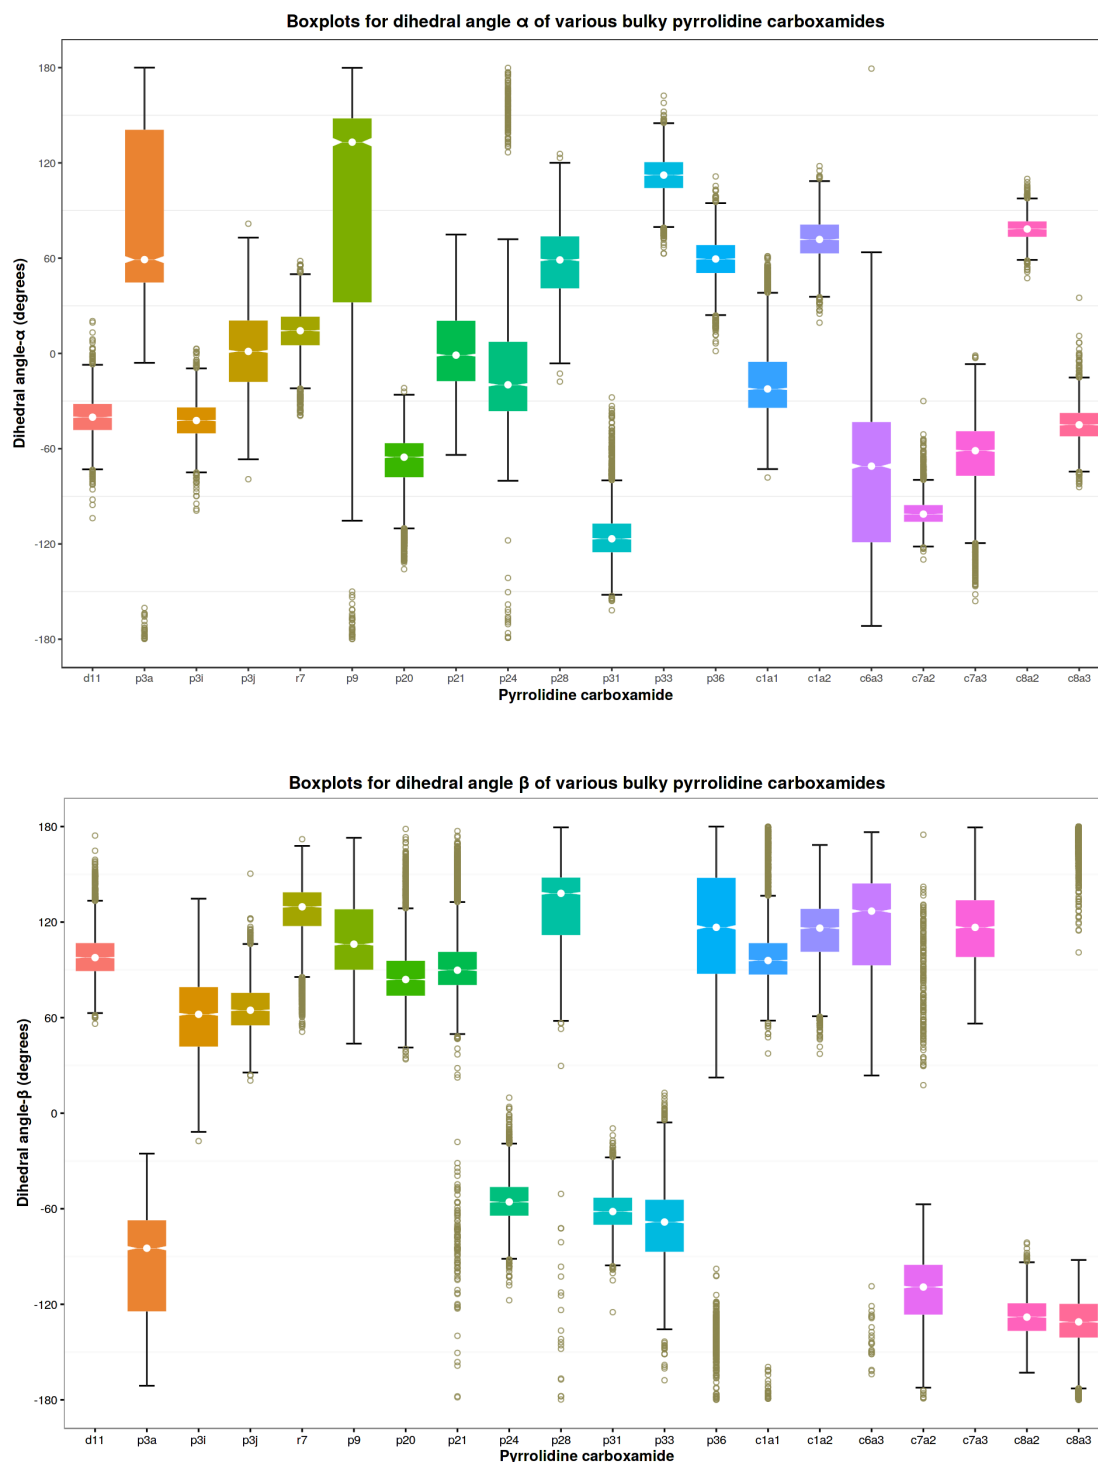 Boxplots for dihedral angle α of various bulky pyrrolidine carboxamides
Dihedral angle-α (degrees)
180
120
60
0
-60
-120
-180
d11 p3a p3i p3j r7 p9 p20 p21 p24 p28 p31 p33 p36 c1a1 c1a2 c6a3 c7a2 c7a3 c8a2 c8a3
Pyrrolidine carboxamide
Boxplots for dihedral angle β of various bulky pyrrolidine carboxamides
Dihedral angle-β (degrees)
180
120
60
0
-60
-120
-180
d11 p3a p3i p3j r7 p9 p20 p21 p24 p28 p31 p33 p36 c1a1 c1a2 c6a3 c7a2 c7a3 c8a2 c8a3
Pyrrolidine carboxamide